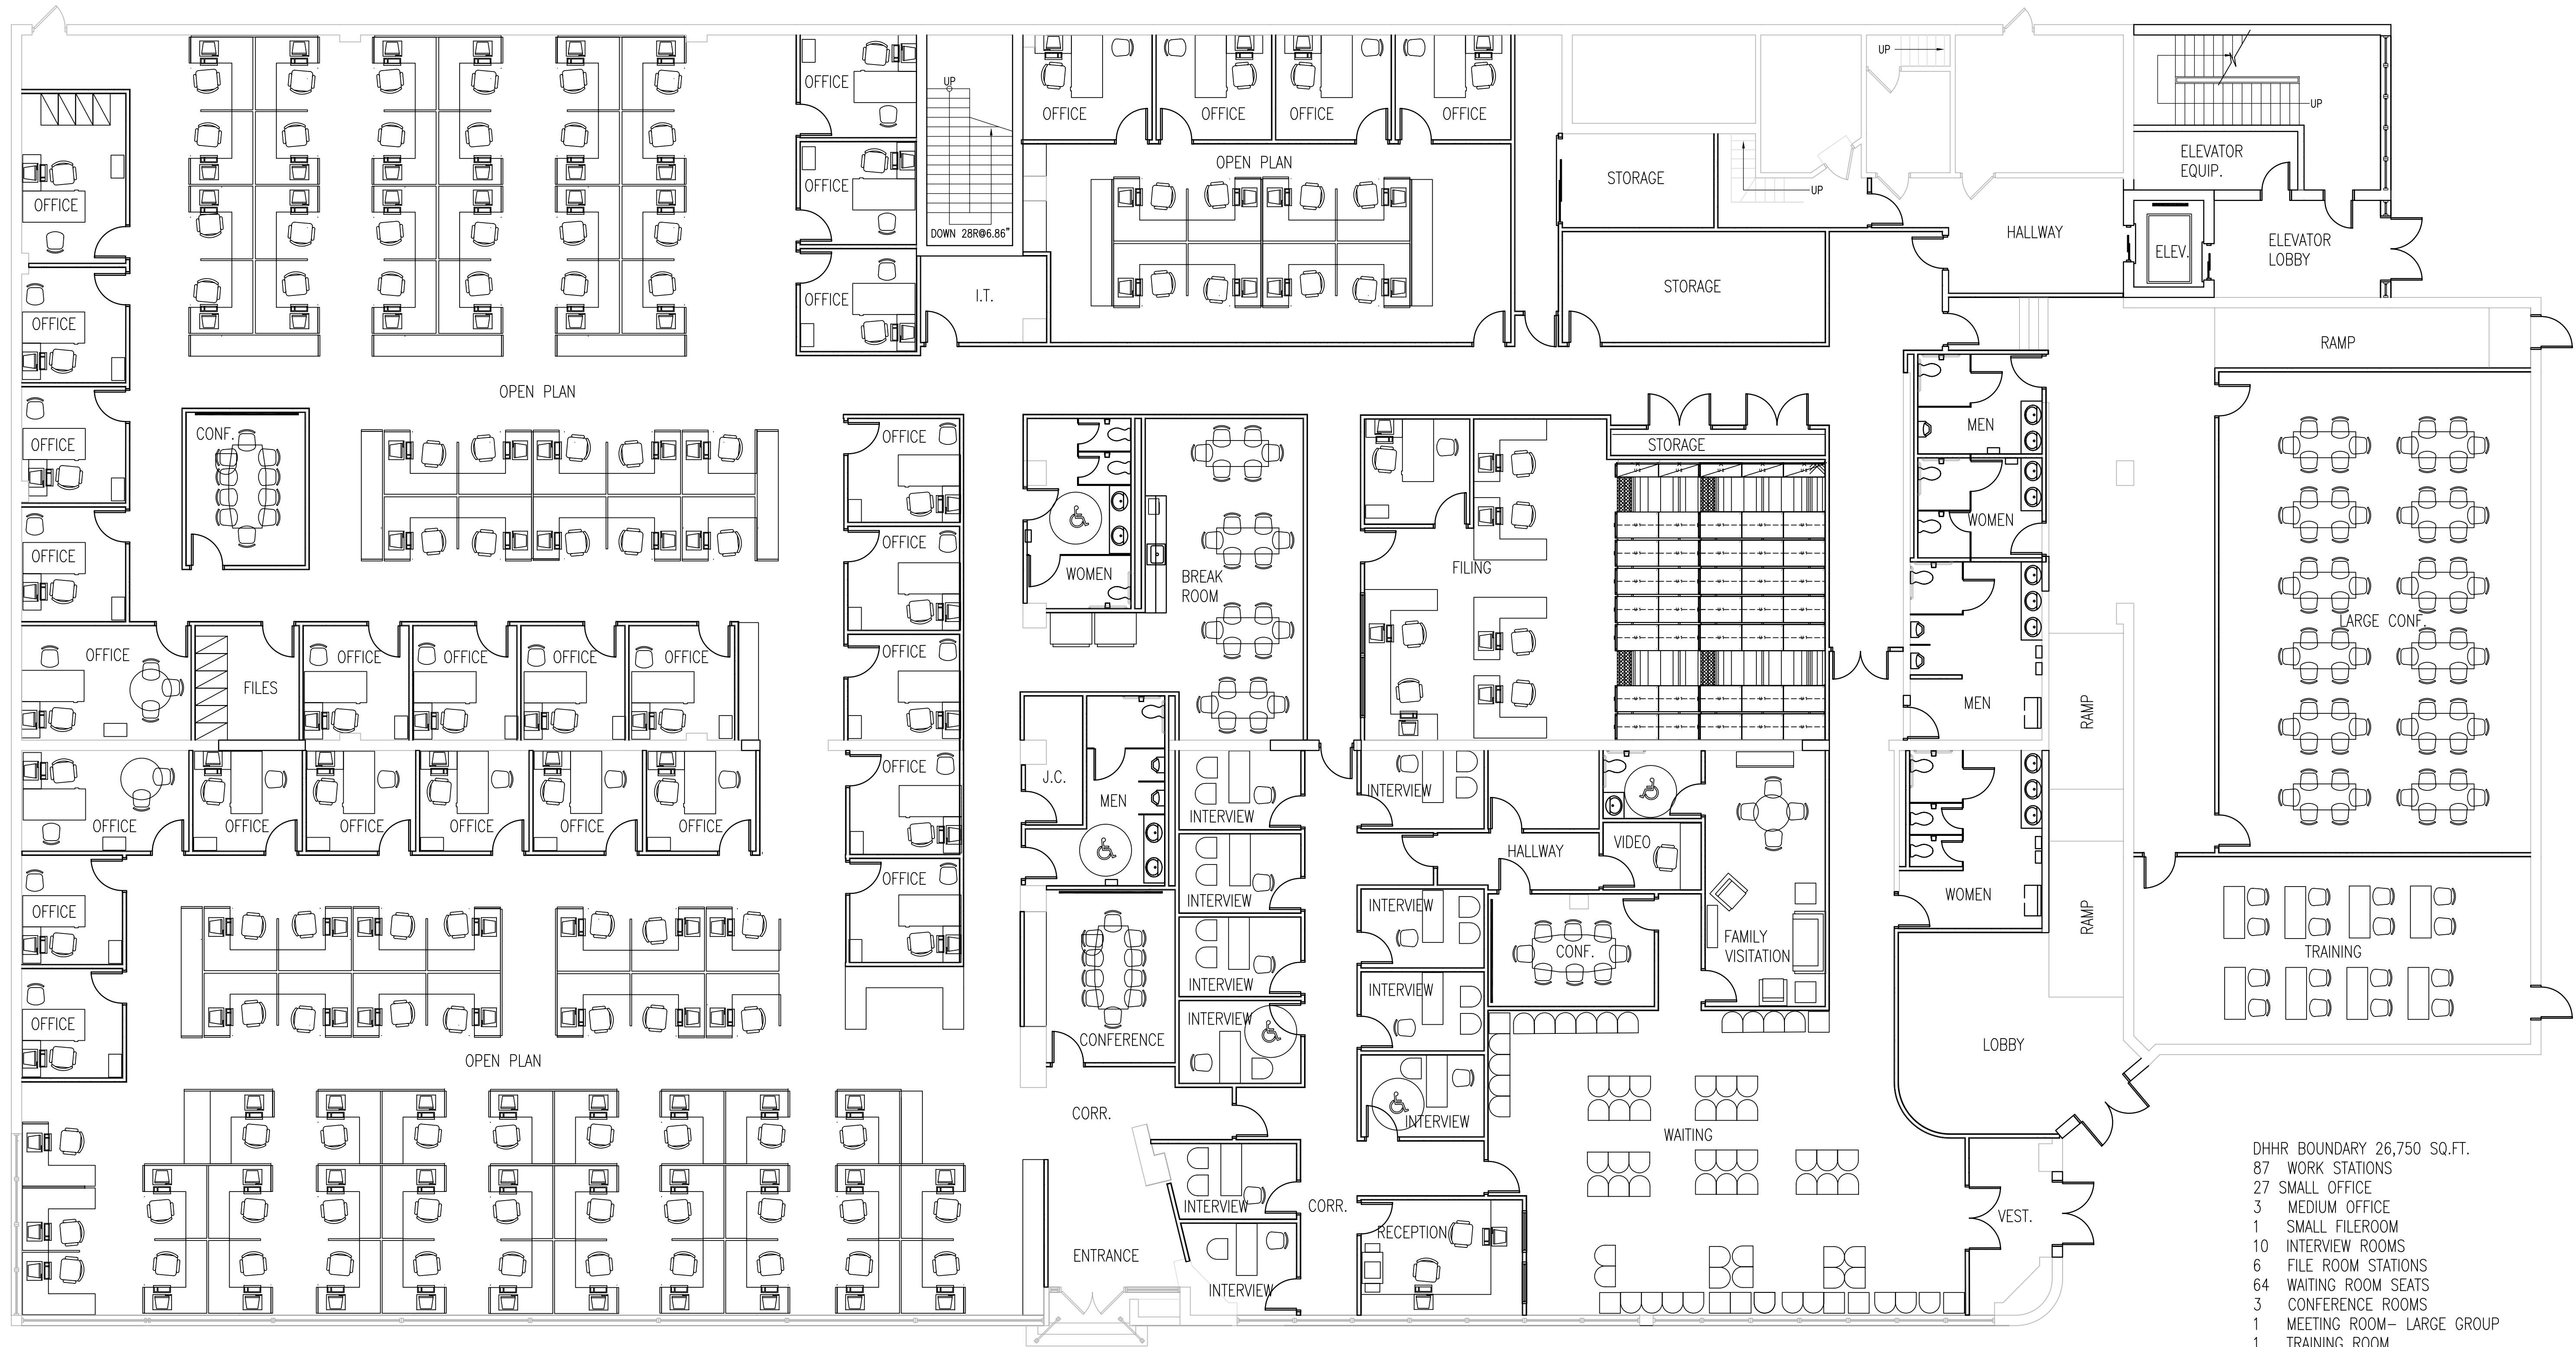 UP
OFFICE
OFFICE
OFFICE
OFFICE
OFFICE
UP
UP
OFFICE
OFFICE
OFFICE
DOWN 28R@6.86"
OPEN PLAN
STORAGE
UP
ELEVATOR
EQUIP.
HALLWAY
ELEV.
ELEVATOR
LOBBY
OFFICE
OFFICE
I.T.
STORAGE
RAMP
OPEN PLAN
OFFICE
CONF.
OFFICE
STORAGE
MEN
OFFICE
OFFICE
WOMEN
BREAK
ROOM
FILING
WOMEN
LARGE CONF.
OFFICE
FILES
OFFICE
OFFICE
OFFICE
OFFICE
OFFICE
MEN
RAMP
OFFICE
OFFICE
OFFICE
OFFICE
OFFICE
OFFICE
OFFICE
J.C.
MEN
INTERVIEW
INTERVIEW
HALLWAY
VIDEO
OFFICE
OFFICE
INTERVIEW
INTERVIEW
WOMEN
RAMP
FAMILY
VISITATION
CONF.
TRAINING
INTERVIEW
INTERVIEW
OFFICE
INTERVIEW
CONFERENCE
LOBBY
OPEN PLAN
CORR.
INTERVIEW
WAITING
INTERVIEW
CORR.
RECEPTION
VEST.
ENTRANCE
INTERVIEW
DHHR BOUNDARY 26,750 SQ.FT.
87 WORK STATIONS
27 SMALL OFFICE
3 MEDIUM OFFICE
1 SMALL FILEROOM
10 INTERVIEW ROOMS
6 FILE ROOM STATIONS
64 WAITING ROOM SEATS
3 CONFERENCE ROOMS
1 MEETING ROOM- LARGE GROUP
1 TRAINING ROOM